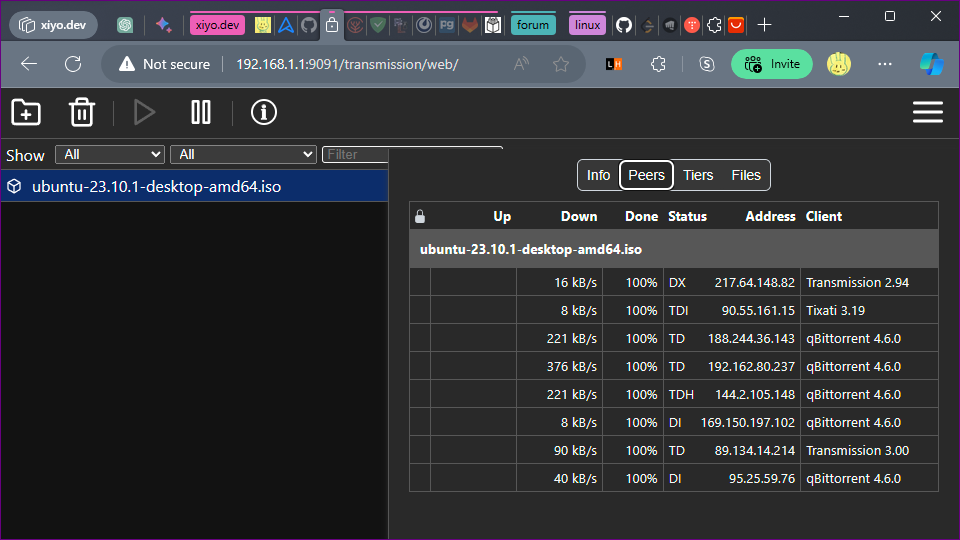 xiyo.dev xiyo.dev forum linux
Not secure 192.168.1.1:9091/transmission/web/ Invite
Show All All Filter
ubuntu-23.10.1-desktop-amd64.iso
Info Peers Tiers Files
Up Down Done Status Address Client
ubuntu-23.10.1-desktop-amd64.iso
16 kB/s 100% DX 217.64.148.82 Transmission 2.94
8 kB/s 100% TDI 90.55.161.15 Tixati 3.19
221 kB/s 100% TD 188.244.36.143 qBittorrent 4.6.0
376 kB/s 100% TD 192.162.80.237 qBittorrent 4.6.0
221 kB/s 100% TDH 144.2.105.148 qBittorrent 4.6.0
8 kB/s 100% DI 169.150.197.102 qBittorrent 4.6.0
90 kB/s 100% TD 89.134.14.214 Transmission 3.00
40 kB/s 100% DI 95.25.59.76 qBittorrent 4.6.0